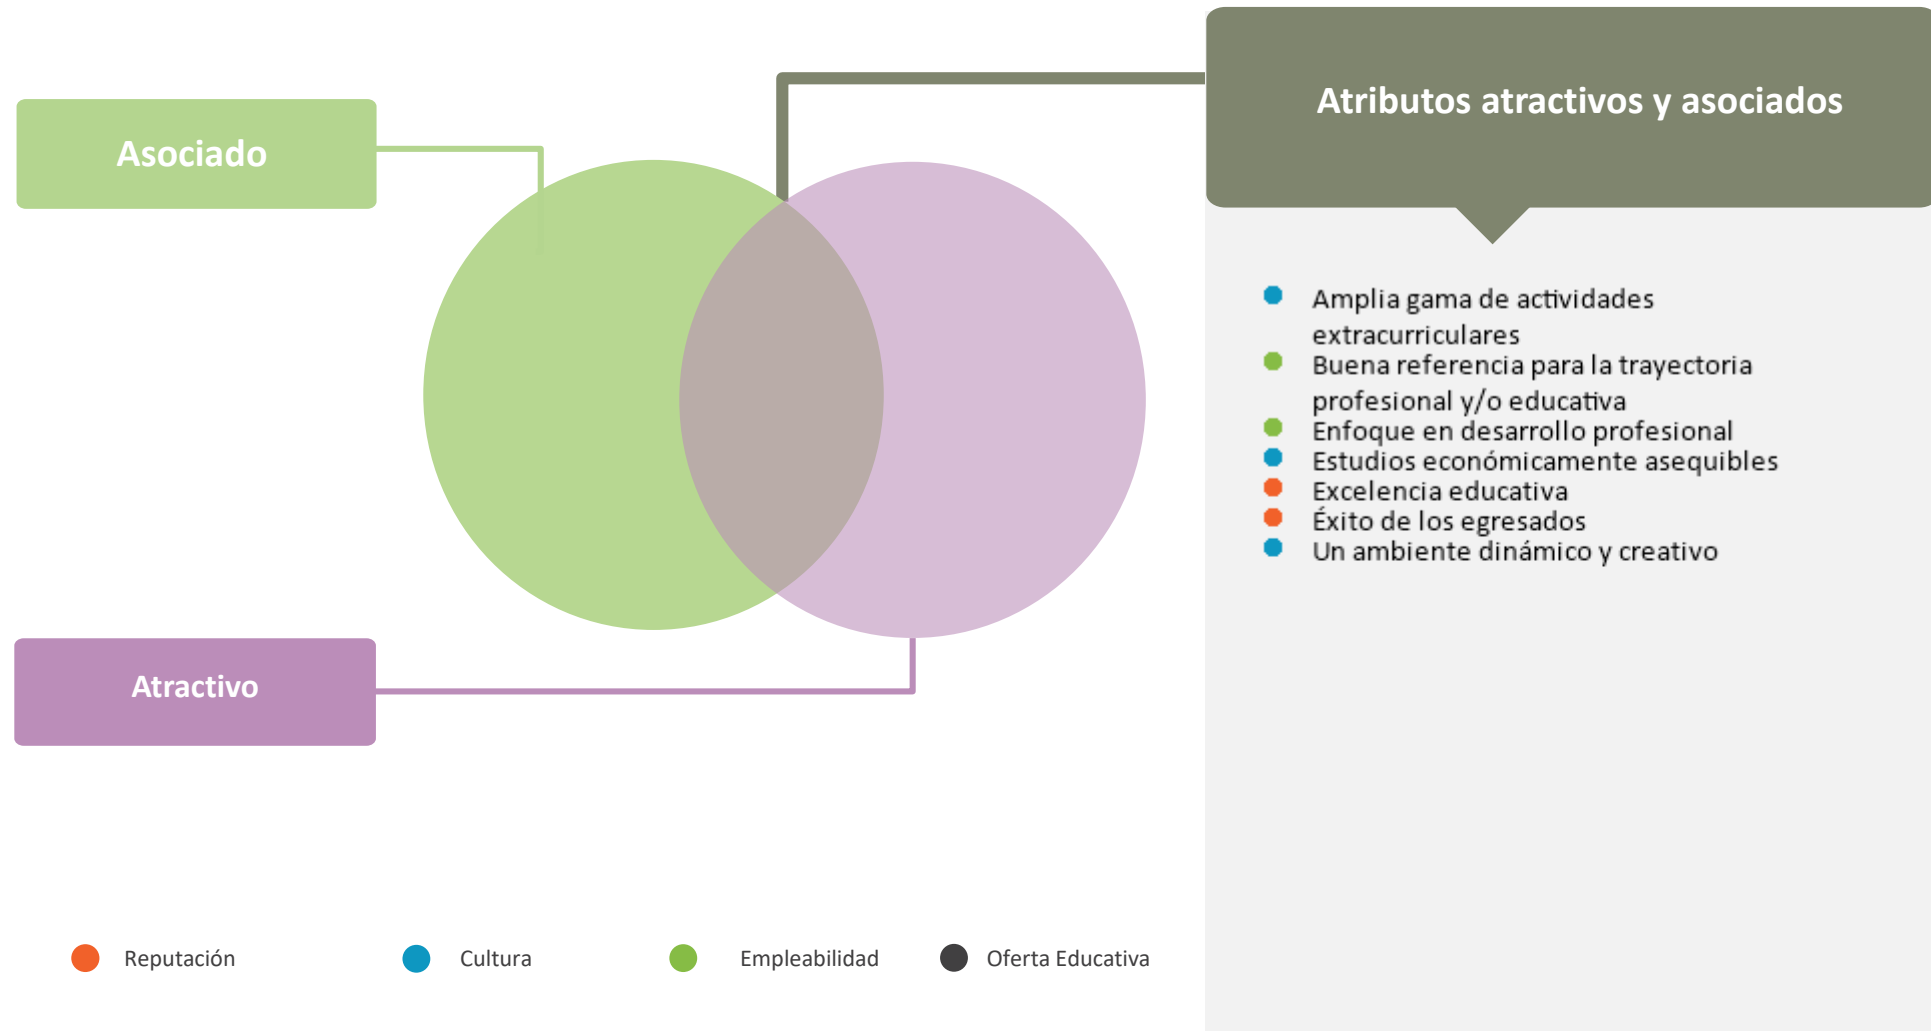 Atributos atractivos y asociados
Asociado
Amplia gama de actividades
extracurriculares
Buena referencia para la trayectoria
profesional y/o educativa
Enfoque en desarrollo profesional
Estudios económicamente asequibles
Excelencia educativa
Éxito de los egresados
Un ambiente dinámico y creativo
Atractivo
Reputación
Cultura
Empleabilidad
Oferta Educativa